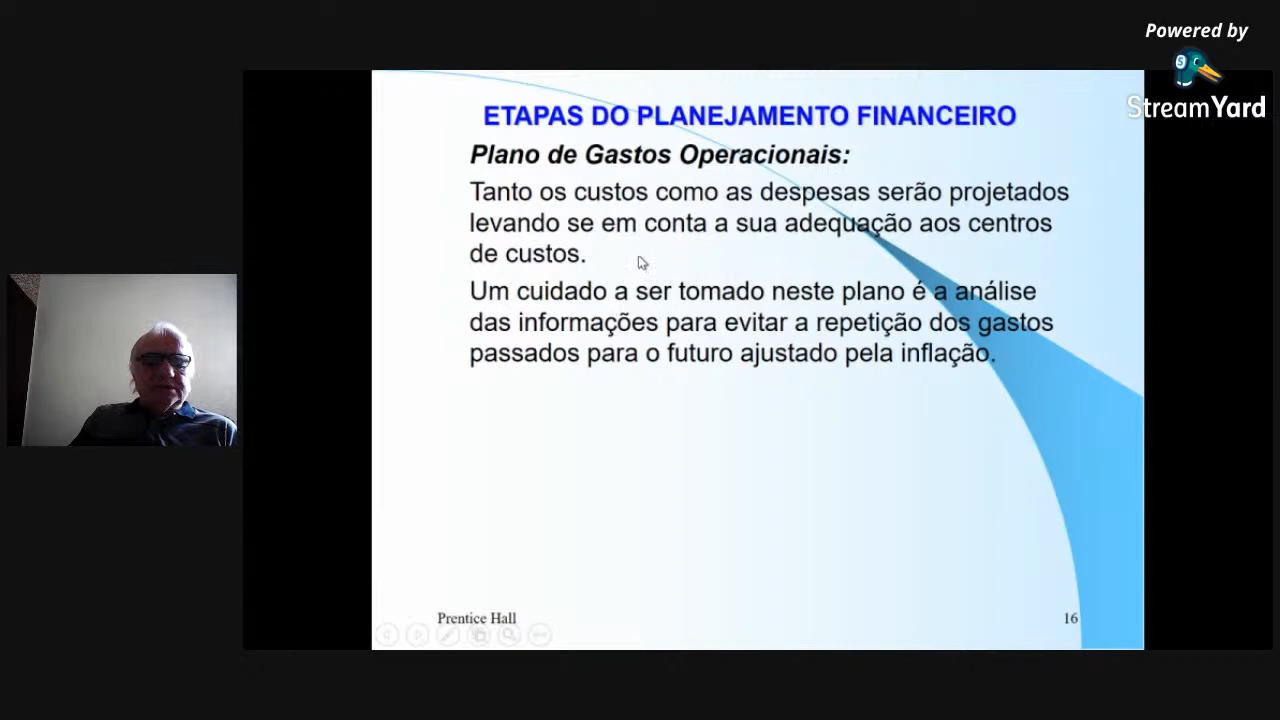 Powered by
StreamYard
ETAPAS DO PLANEJAMENTO FINANCEIRO
Plano de Gastos Operacionais:
Tanto os custos como as despesas serão projetados
levando se em conta a sua adequação aos centros
de custos.
Um cuidado a ser tomado neste plano é a análise
das informações para evitar a repetição dos gastos
passados para o futuro ajustado pela inflação.
Prentice Hall
16